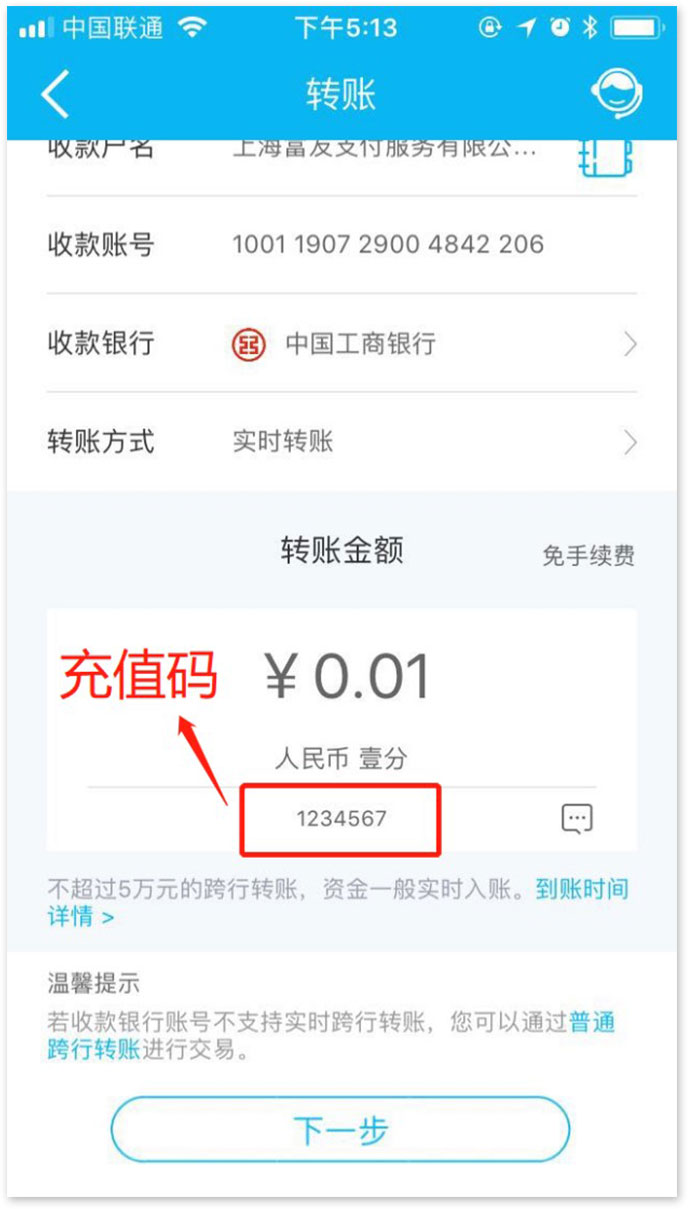 中国联通 下午5:13
转账
收款户名 上海富友支付服务有限公...
收款账号 1001 1907 2900 4842 206
收款银行 中国工商银行
转账方式 实时转账
转账金额 免手续费
充值码 ¥ 0.01
人民币 壹分
1234567
不超过5万元的跨行转账，资金一般实时入账。到账时间
详情 >
温馨提示
若收款银行账号不支持实时跨行转账，您可以通过普通
跨行转账进行交易。
下一步